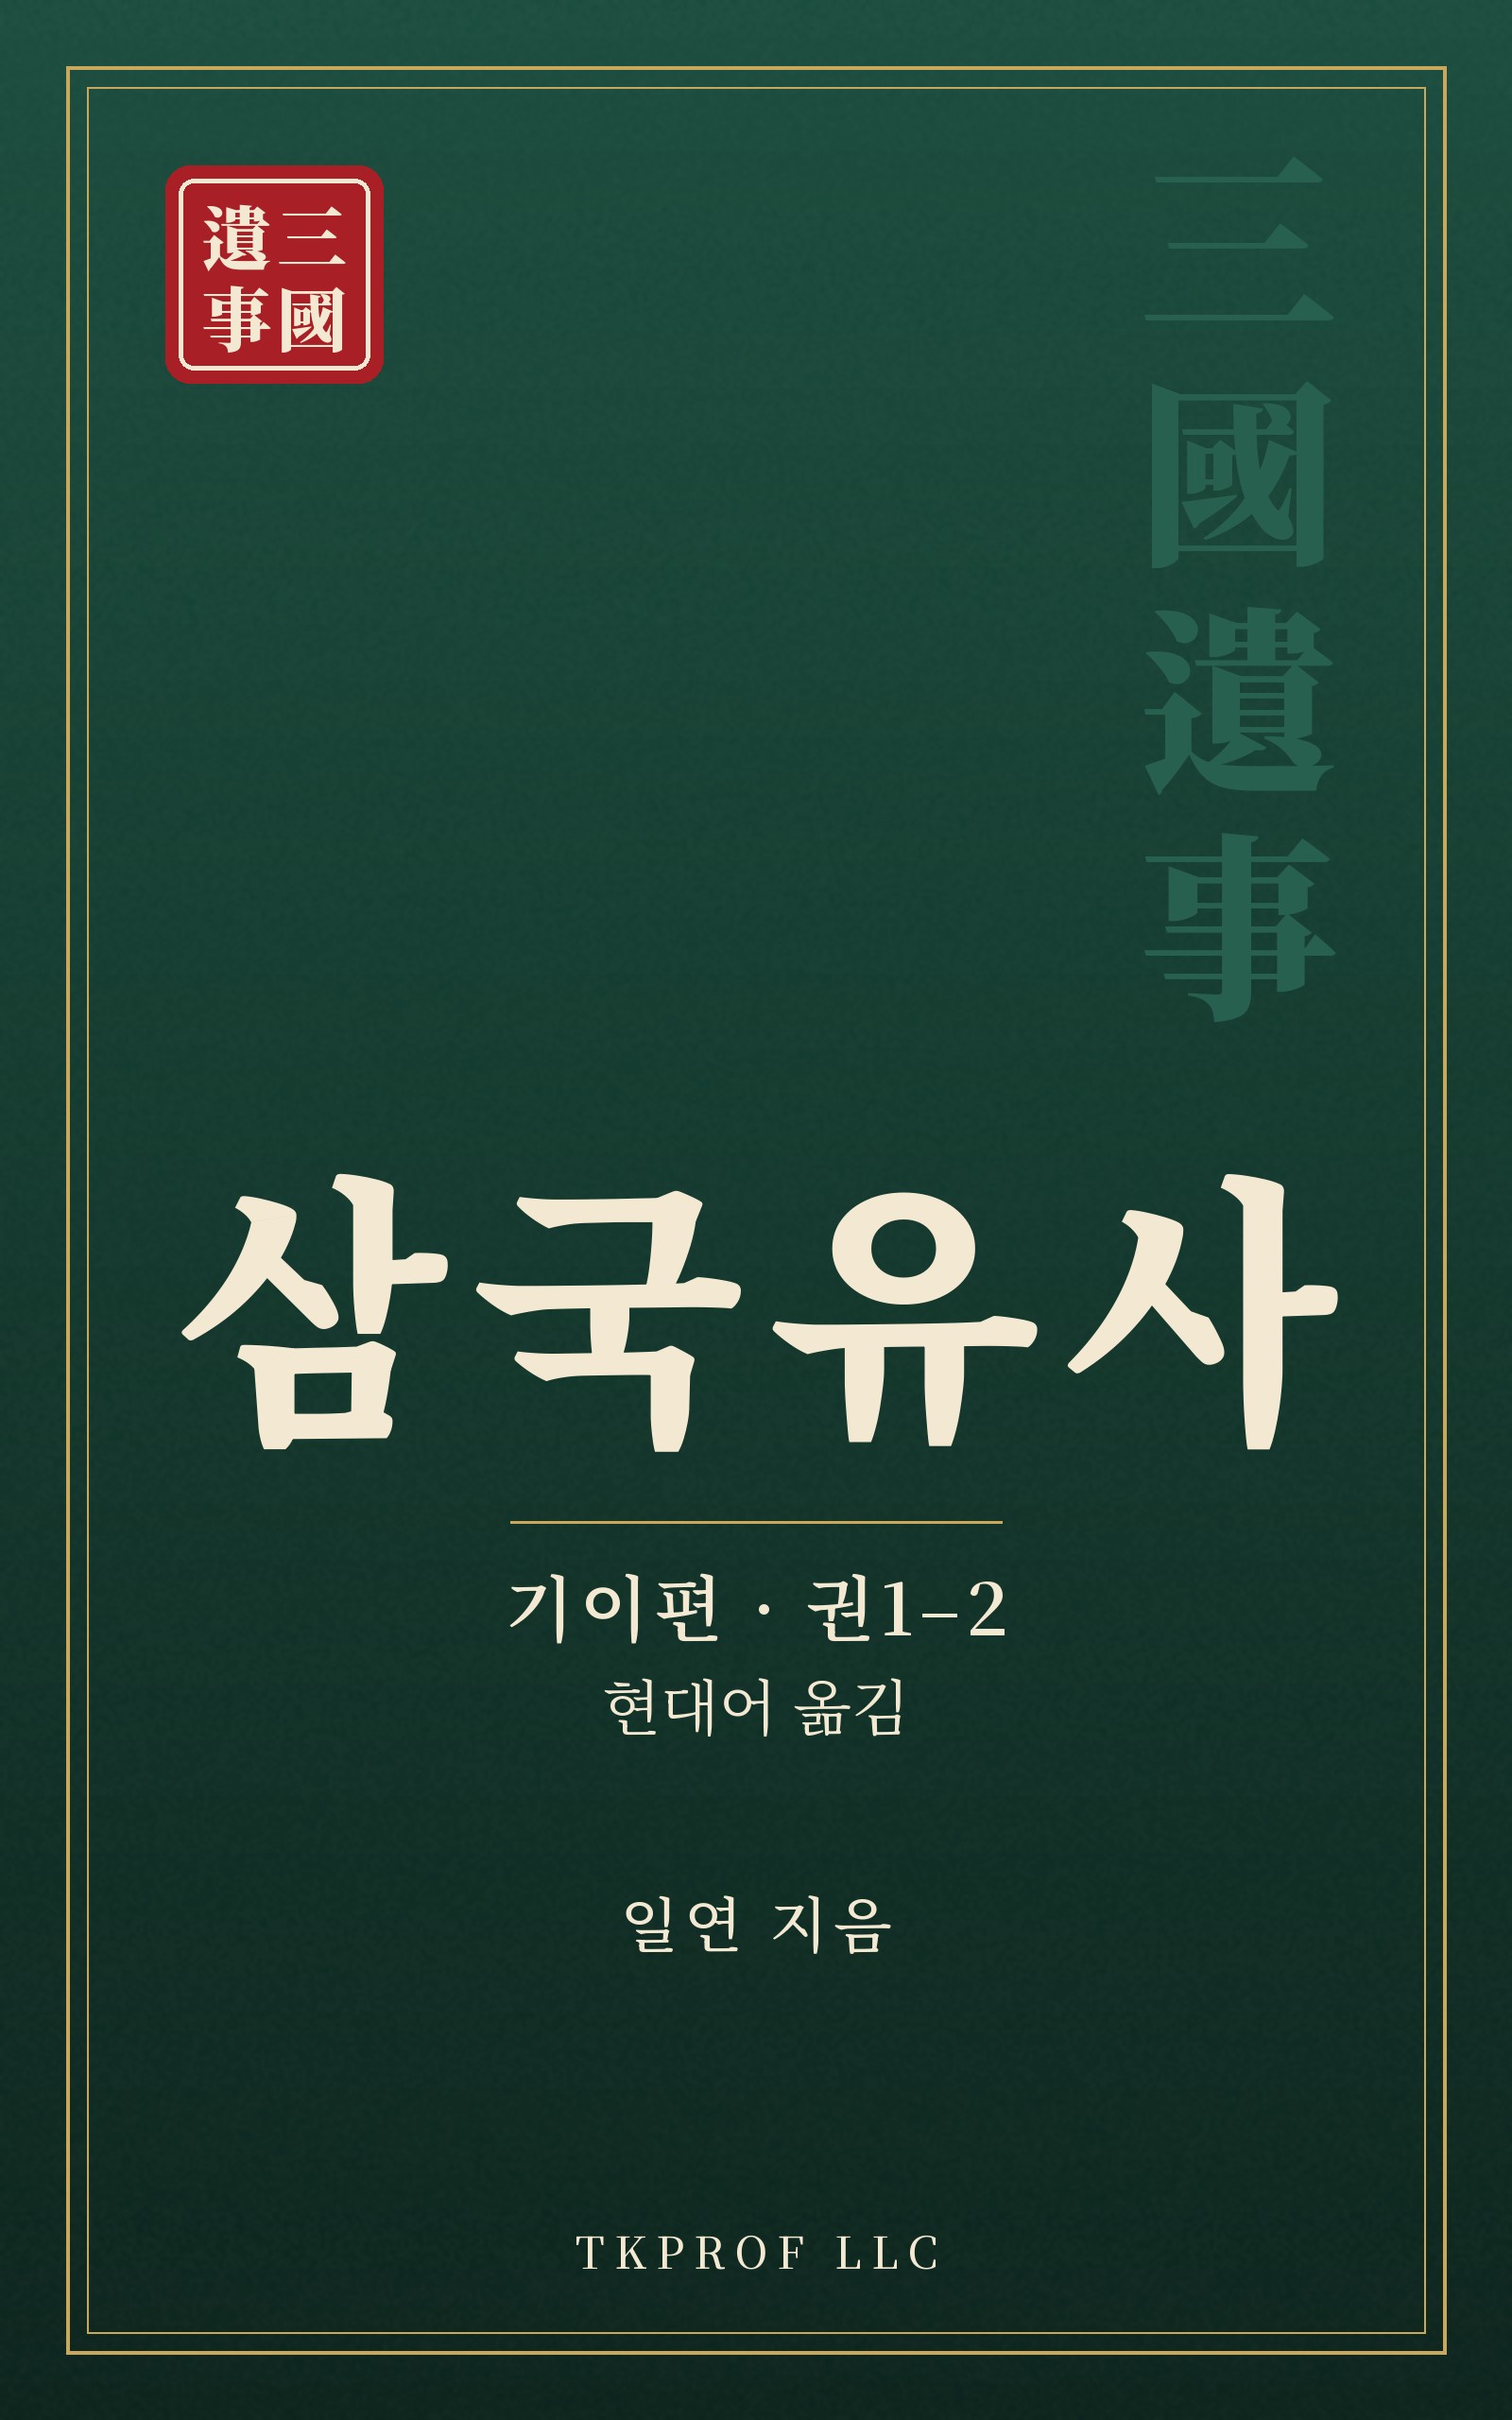 三國
遺事
三國遺事
삼국유사
기이편 · 권1–2
현대어 옮김
일연 지음
TKPROF LLC